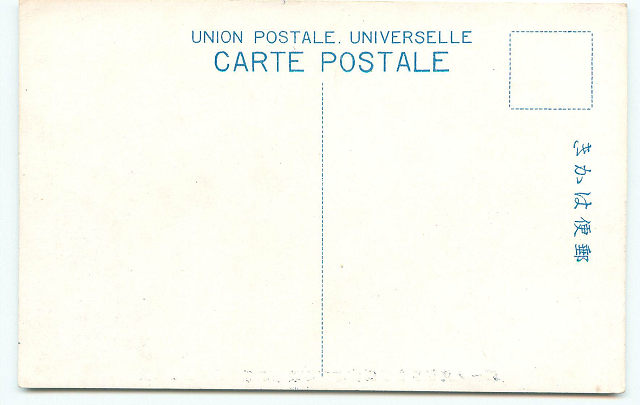 UNION POSTALE. UNIVERSELLE
CARTE POSTALE
郵便はかき